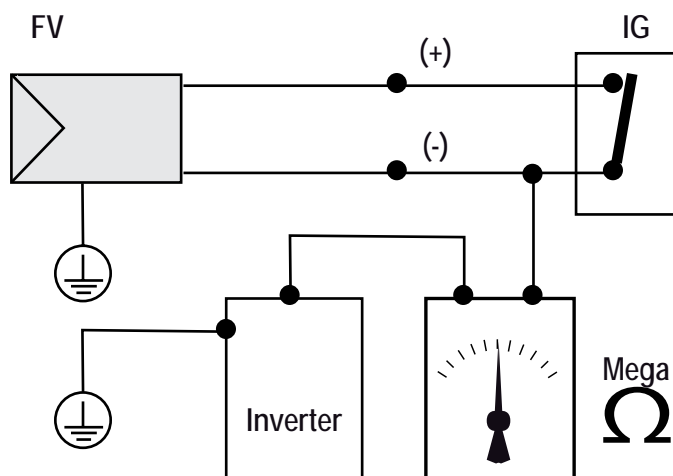 FV
IG
(+)
(-)
Inverter
Mega
Ω